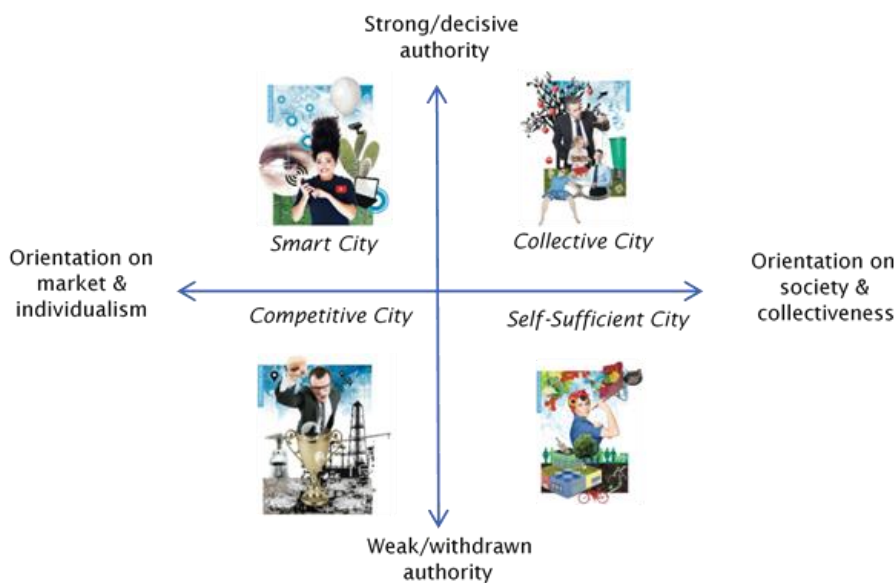 Strong/decisive
authority
Smart City
Collective City
Orientation on
market &
individualism
Orientation on
society &
collectiveness
Competitive City
Self-Sufficient City
Weak/withdrawn
authority